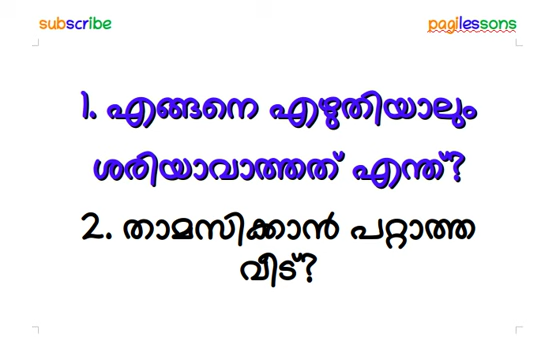 subscribe
pagilessons
1. എങ്ങനെ എഴുതിയാലും
ശരിയാവാത്തത് എന്ത്?
2. താമസിക്കാൻ പറ്റാത്ത
വീട്?